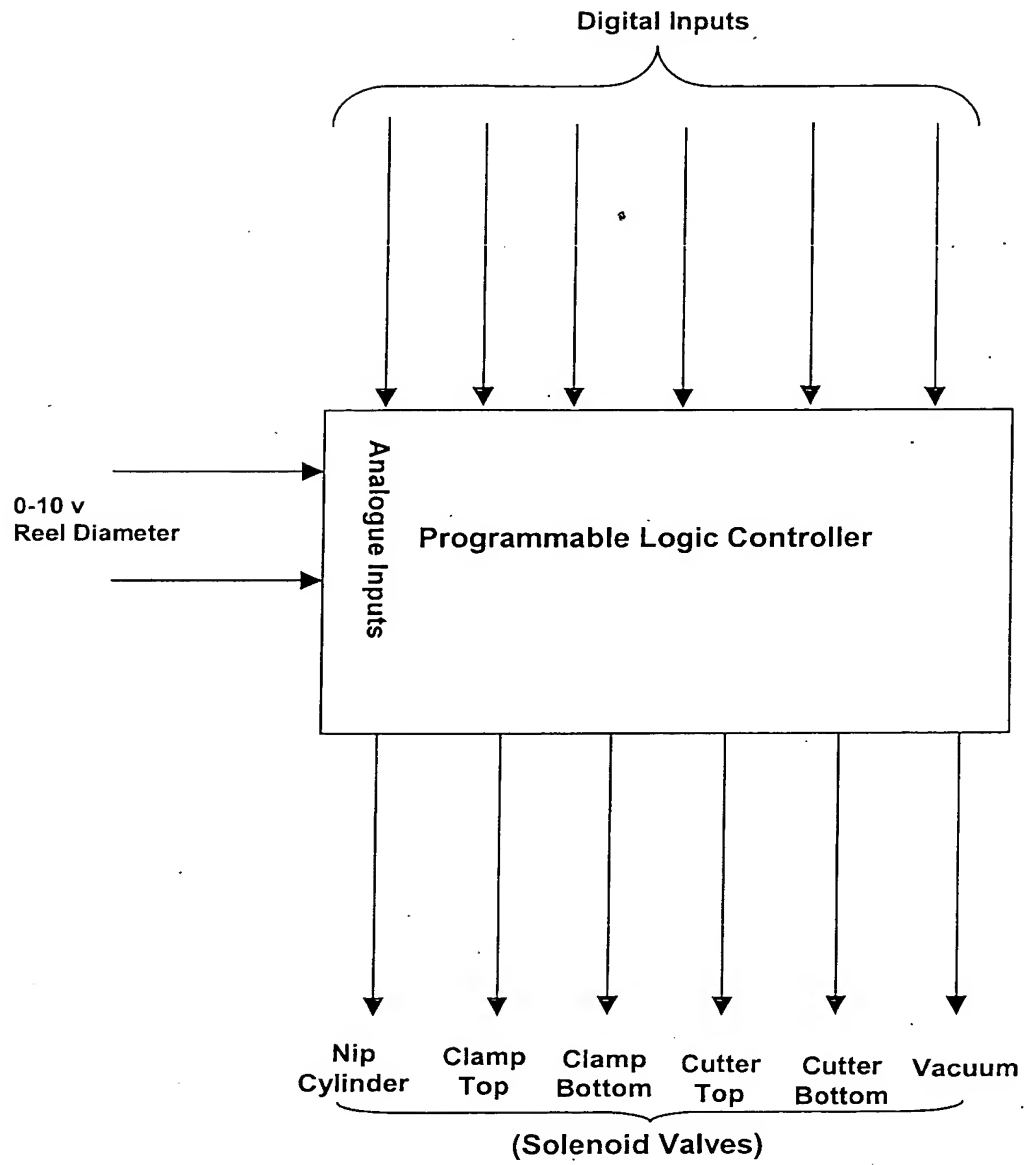 Digital Inputs
Analogue Inputs
0-10 v
Reel Diameter
Programmable Logic Controller
Nip
Cylinder
Clamp
Top
Clamp
Bottom
Cutter
Top
Cutter
Bottom
Vacuum
(Solenoid Valves)